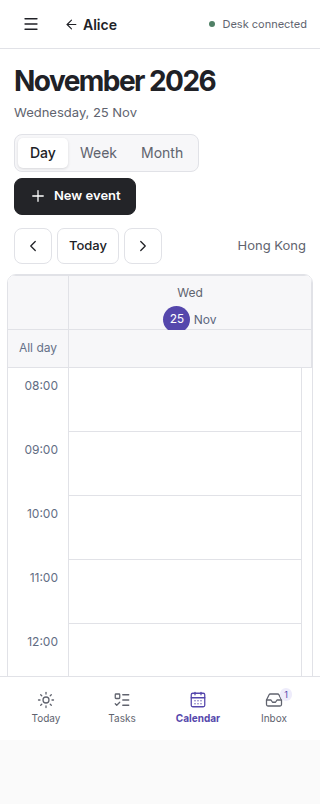 Alice
Desk connected
November 2026
Wednesday, 25 Nov
Day Week Month
New event
Today
Hong Kong
Wed
25 Nov
All day
08:00
09:00
10:00
11:00
12:00
Today Tasks Calendar Inbox 1